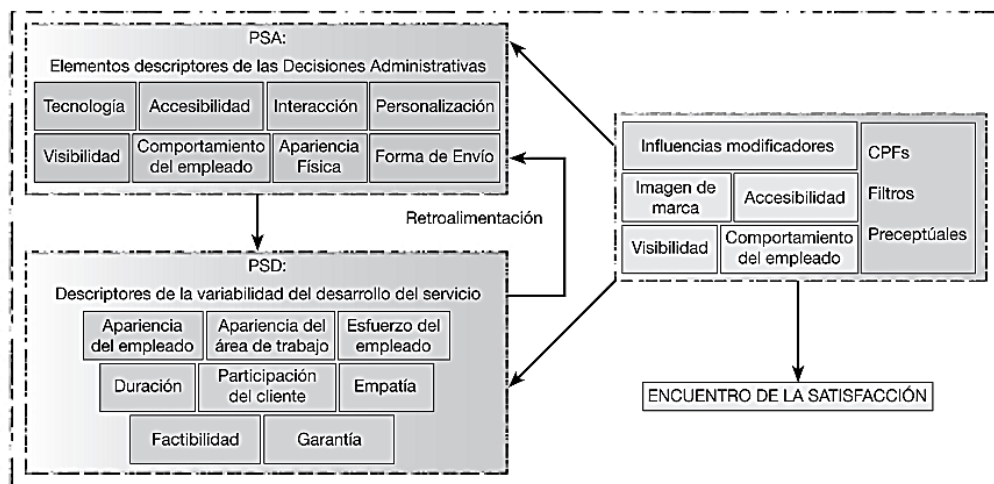 PSA:
Elementos descriptores de las Decisiones Administrativas
Tecnología
Accesibilidad
Interacción
Personalización
Visibilidad
Comportamiento
del empleado
Apariencia
Física
Forma de Envío
Retroalimentación
PSD:
Descriptores de la variabilidad del desarrollo del servicio
Apariencia
del empleado
Apariencia del
área de trabajo
Esfuerzo del
empleado
Duración
Participación
del cliente
Empatía
Factibilidad
Garantía
Influencias modificadores
Imagen de
marca
Accesibilidad
Visibilidad
Comportamiento
del empleado
CPFs
Filtros
Preceptúales
ENCUENTRO DE LA SATISFACCIÓN